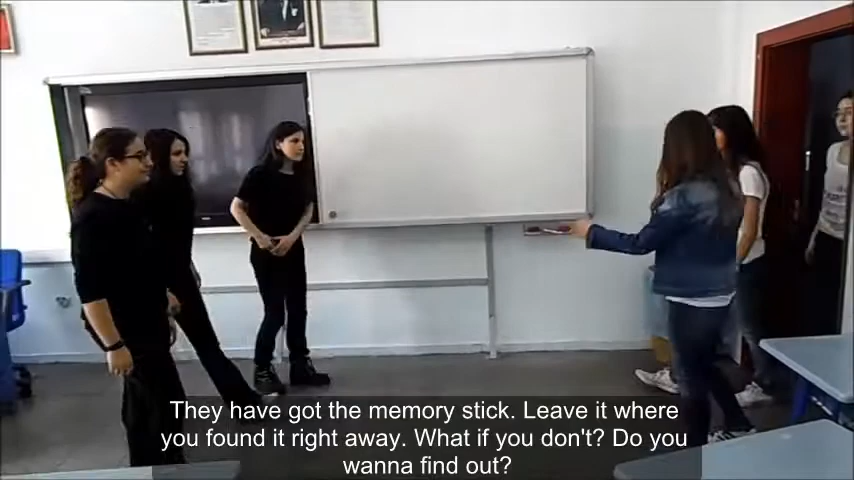 They have got the memory stick. Leave it where
you found it right away. What if you don't? Do you
wanna find out?